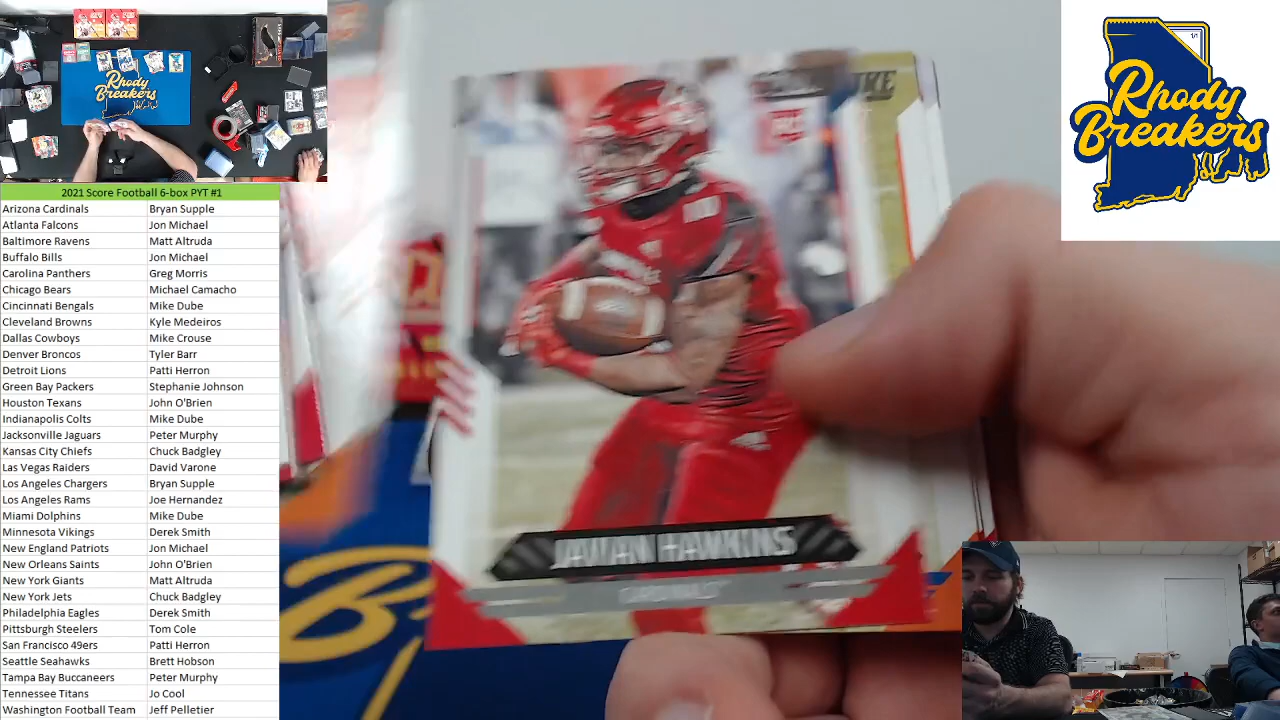 Rhody
Breakers
2021 Score Football 6-box PYT #1
Arizona Cardinals Bryan Supple
Atlanta Falcons Jon Michael
Baltimore Ravens Matt Altruda
Buffalo Bills Jon Michael
Carolina Panthers Greg Morris
Chicago Bears Michael Camacho
Cincinnati Bengals Mike Dube
Cleveland Browns Kyle Medeiros
Dallas Cowboys Mike Crouse
Denver Broncos Tyler Barr
Detroit Lions Patti Herron
Green Bay Packers Stephanie Johnson
Houston Texans John O'Brien
Indianapolis Colts Mike Dube
Jacksonville Jaguars Peter Murphy
Kansas City Chiefs Chuck Badgley
Las Vegas Raiders David Varone
Los Angeles Chargers Bryan Supple
Los Angeles Rams Joe Hernandez
Miami Dolphins Mike Dube
Minnesota Vikings Derek Smith
New England Patriots Jon Michael
New Orleans Saints John O'Brien
New York Giants Matt Altruda
New York Jets Chuck Badgley
Philadelphia Eagles Derek Smith
Pittsburgh Steelers Tom Cole
San Francisco 49ers Patti Herron
Seattle Seahawks Brett Hobson
Tampa Bay Buccaneers Peter Murphy
Tennessee Titans Jo Cool
Washington Football Team Jeff Pelletier
JAVIAN HAWKINS
CARDINALS
Rhody
Breakers
1/1